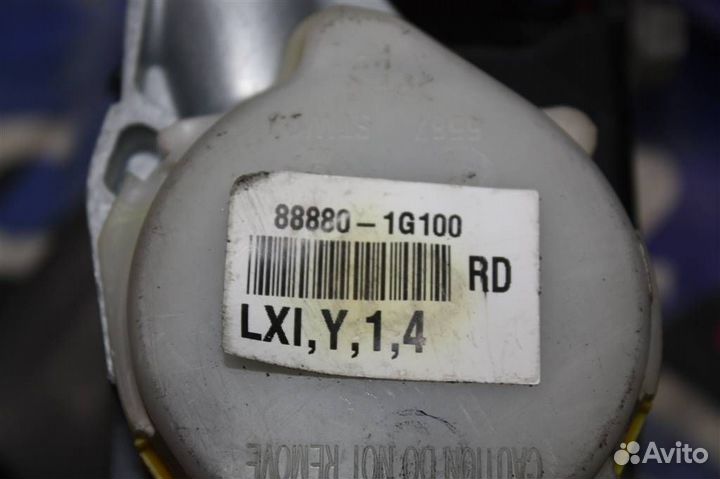 88880-1G100
RD
LXI,Y,1,4
CAUTION DO NOT REMOVE
Avito